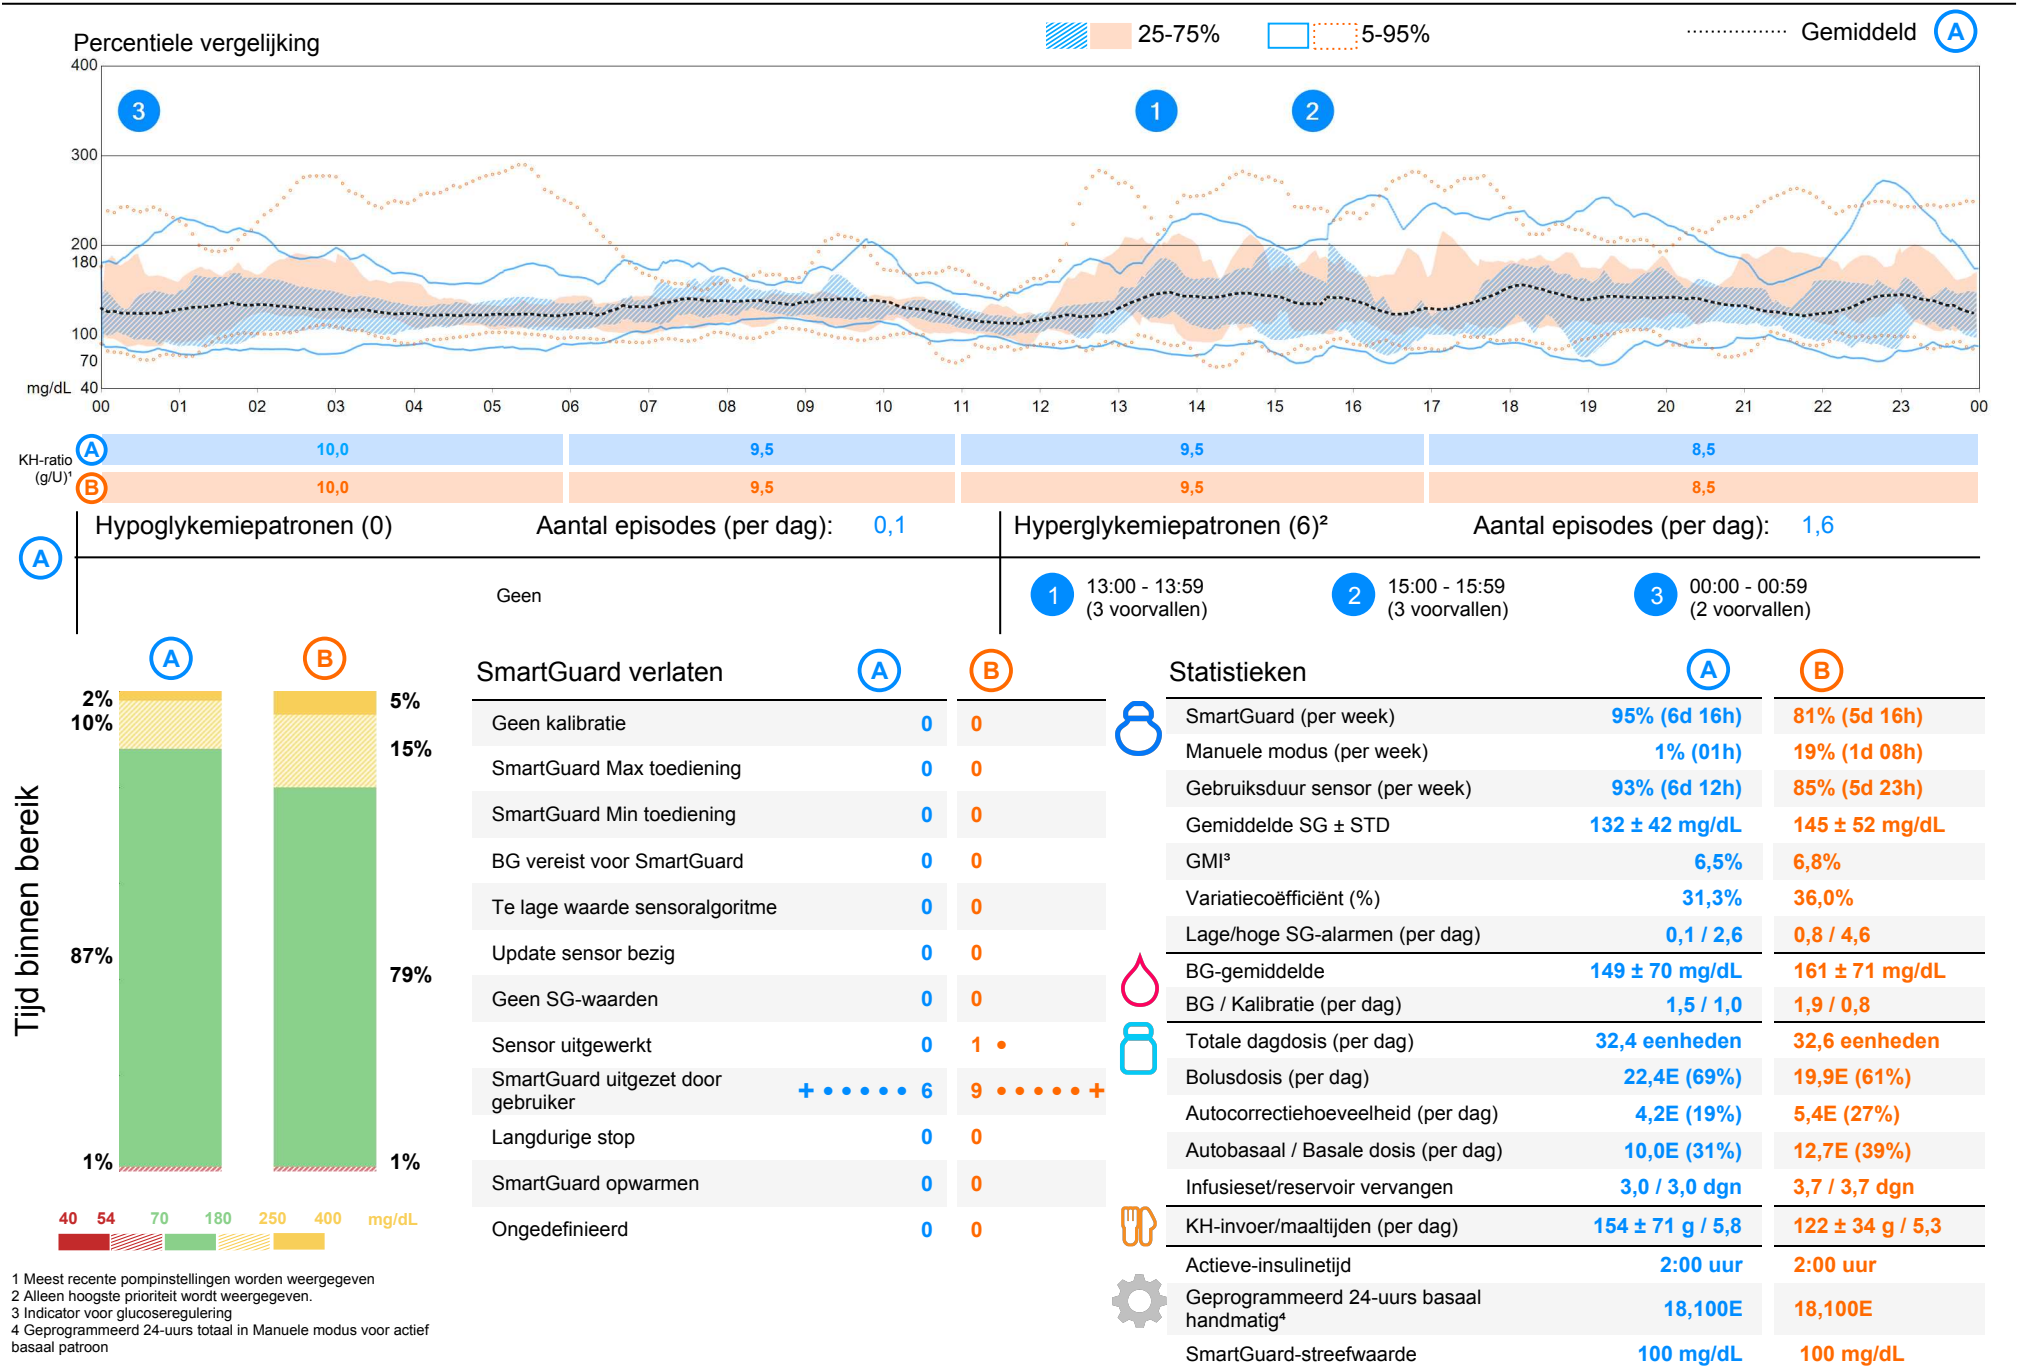 Percentiele vergelijking
25-75%
5-95%
Gemiddeld A
400
300
200
180
100
70
mg/dL 40
3
1
2
00 01 02 03 04 05 06 07 08 09 10 11 12 13 14 15 16 17 18 19 20 21 22 23 00
KH-ratio
(g/U)¹
A 10,0 9,5 9,5 8,5
B 10,0 9,5 9,5 8,5
A
Hypoglykemiepatronen (0) Aantal episodes (per dag): 0,1
Geen
Hyperglykemiepatronen (6)² Aantal episodes (per dag): 1,6
1 13:00 - 13:59
(3 voorvallen)
2 15:00 - 15:59
(3 voorvallen)
3 00:00 - 00:59
(2 voorvallen)
Tijd binnen bereik
A B
2% 5%
10% 15%
87% 79%
1% 1%
40 54 70 180 250 400 mg/dL
SmartGuard verlaten A B
Geen kalibratie 0 0
SmartGuard Max toediening 0 0
SmartGuard Min toediening 0 0
BG vereist voor SmartGuard 0 0
Te lage waarde sensoralgoritme 0 0
Update sensor bezig 0 0
Geen SG-waarden 0 0
Sensor uitgewerkt 0 1
SmartGuard uitgezet door
gebruiker 6 9
Langdurige stop 0 0
SmartGuard opwarmen 0 0
Ongedefinieerd 0 0
Statistieken A B
SmartGuard (per week) 95% (6d 16h) 81% (5d 16h)
Manuele modus (per week) 1% (01h) 19% (1d 08h)
Gebruiksduur sensor (per week) 93% (6d 12h) 85% (5d 23h)
Gemiddelde SG ± STD 132 ± 42 mg/dL 145 ± 52 mg/dL
GMI³ 6,5% 6,8%
Variatiecoëfficiënt (%) 31,3% 36,0%
Lage/hoge SG-alarmen (per dag) 0,1 / 2,6 0,8 / 4,6
BG-gemiddelde 149 ± 70 mg/dL 161 ± 71 mg/dL
BG / Kalibratie (per dag) 1,5 / 1,0 1,9 / 0,8
Totale dagdosis (per dag) 32,4 eenheden 32,6 eenheden
Bolusdosis (per dag) 22,4E (69%) 19,9E (61%)
Autocorrectiehoeveelheid (per dag) 4,2E (19%) 5,4E (27%)
Autobasaal / Basale dosis (per dag) 10,0E (31%) 12,7E (39%)
Infusieset/reservoir vervangen 3,0 / 3,0 dgn 3,7 / 3,7 dgn
KH-invoer/maaltijden (per dag) 154 ± 71 g / 5,8 122 ± 34 g / 5,3
Actieve-insulinetijd 2:00 uur 2:00 uur
Geprogrammeerd 24-uurs basaal
handmatig⁴ 18,100E 18,100E
SmartGuard-streefwaarde 100 mg/dL 100 mg/dL
1 Meest recente pompinstellingen worden weergegeven
2 Alleen hoogste prioriteit wordt weergegeven.
3 Indicator voor glucoseregulering
4 Geprogrammeerd 24-uurs totaal in Manuele modus voor actief
basaal patroon